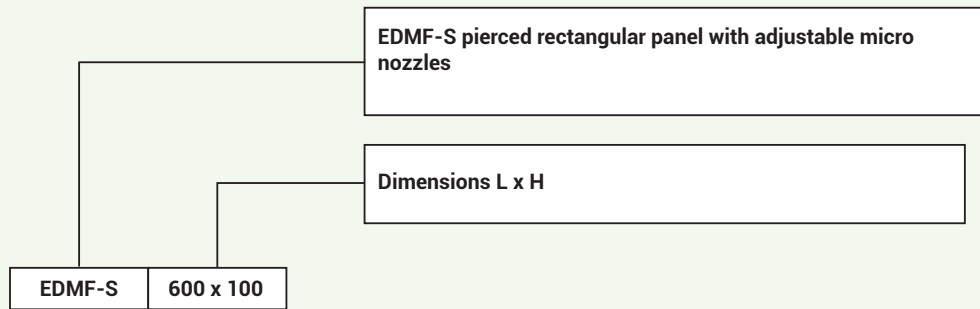 EDMF-S pierced rectangular panel with adjustable micro
nozzles
Dimensions L x H
EDMF-S
600 x 100